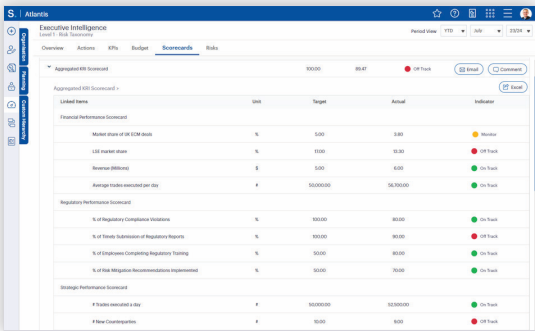 S. | Atlantis
Executive Intelligence
Level 1 - Risk Taxonomy
Period View YTD July 23/24
Organisation
Planning
Custom Hierarchy
Overview Actions KPIs Budget Scorecards Risks
Aggregated KRI Scorecard 100.00 89.47 Off Track Email Comment
Aggregated KRI Scorecard > Excel
Linked Items Unit Target Actual Indicator
Financial Performance Scorecard
Market share of UK ECM deals % 5.00 3.80 Monitor
LSE market share % 17.00 13.30 Off Track
Revenue (Millions) $ 5.00 6.00 On Track
Average trades executed per day # 50,000.00 56,700.00 On Track
Regulatory Performance Scorecard
% of Regulatory Compliance Violations % 100.00 80.00 On Track
% of Timely Submission of Regulatory Reports % 100.00 90.00 Off Track
% of Employees Completing Regulatory Training % 50.00 80.00 On Track
% of Risk Mitigation Recommendations Implemented % 50.00 70.00 On Track
Strategic Performance Scorecard
# Trades executed a day # 50,000.00 52,500.00 On Track
# New Counterparties # 10.00 9.00 Off Track